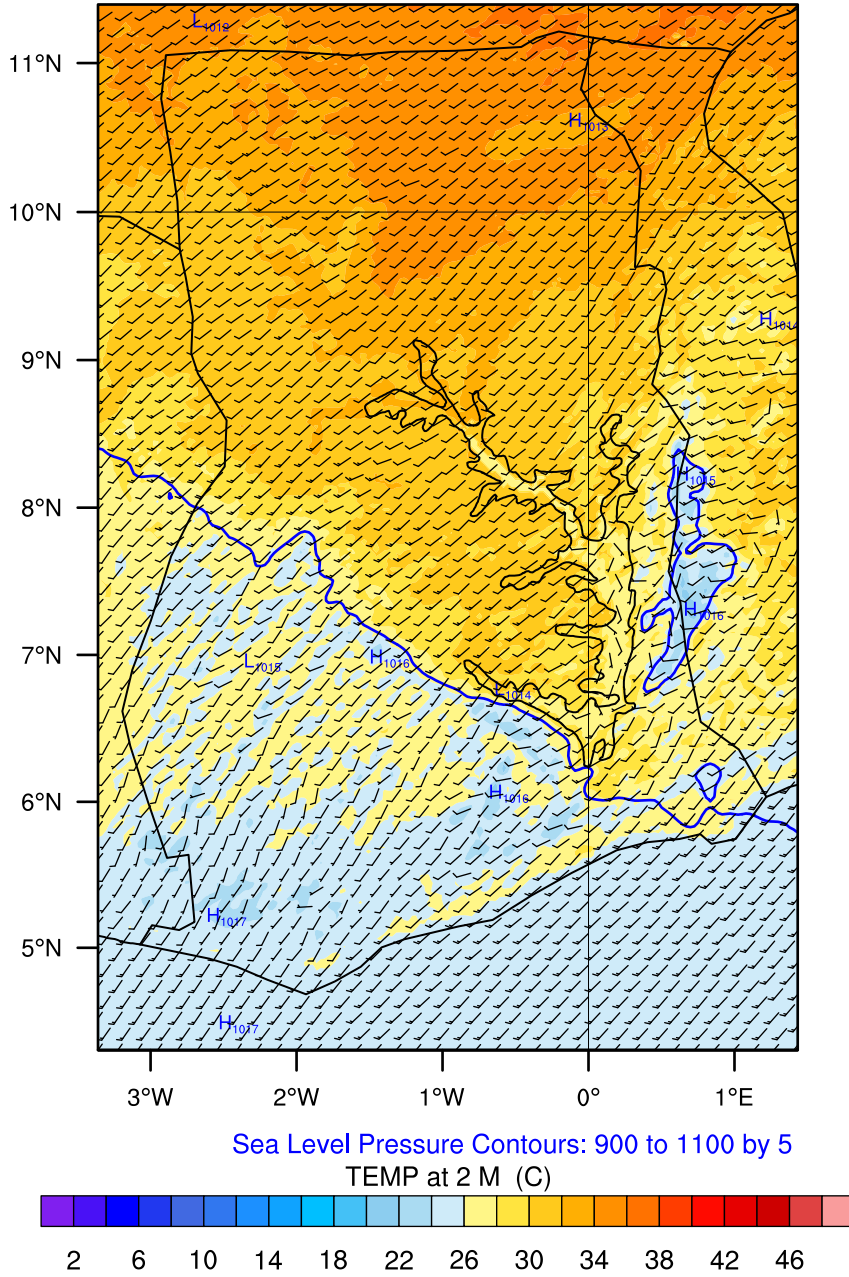 L1012
11°N
H1013
10°N
H1014
9°N
H1015
8°N
H1016
7°N
L1015
H1016
L1014
6°N
H1016
H1017
5°N
H1017
3°W 2°W 1°W 0° 1°E
Sea Level Pressure Contours: 900 to 1100 by 5
TEMP at 2 M (C)
2 6 10 14 18 22 26 30 34 38 42 46